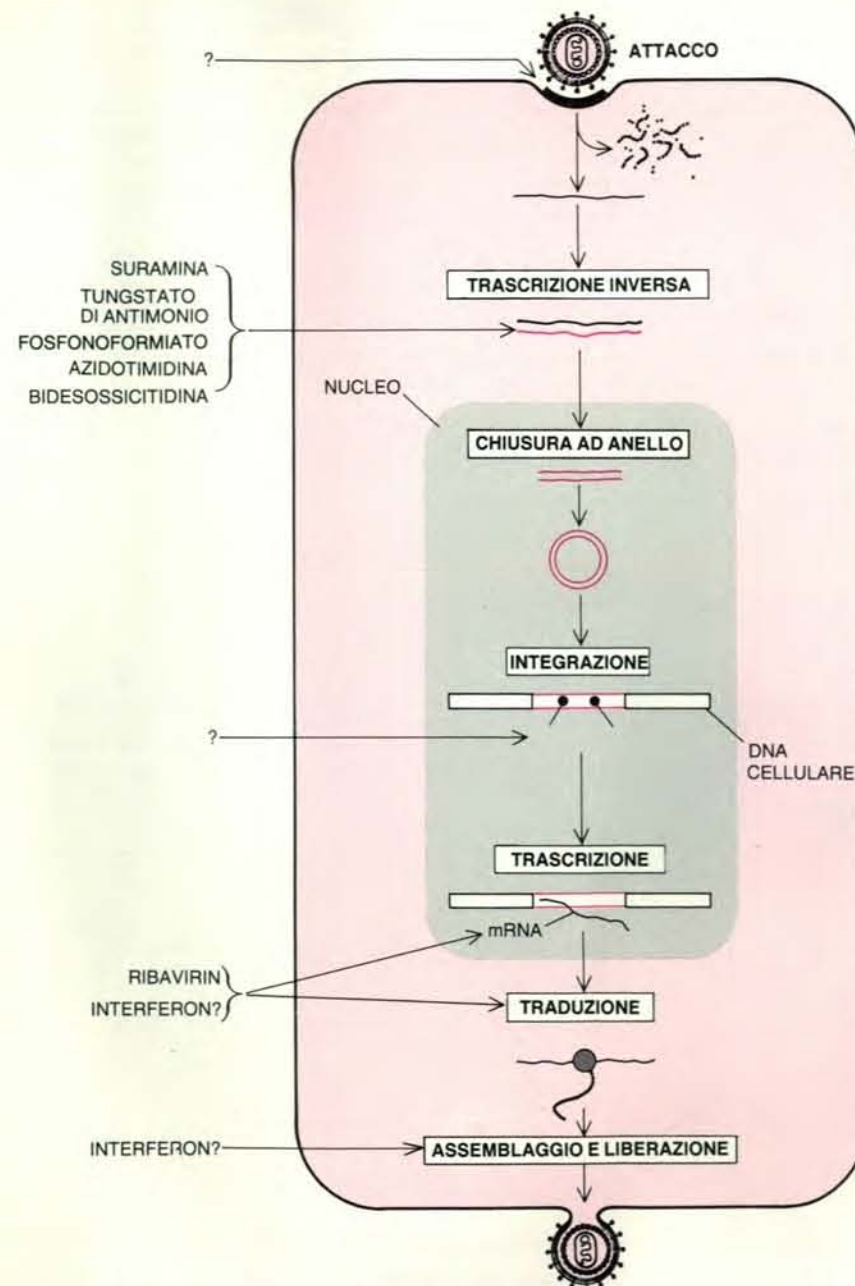 ATTACCO
?
SURAMINA
TUNGSTATO
DI ANTIMONIO
FOSFONOFORMIATO
AZIDOTIMIDINA
BIDESOSSICITIDINA
TRASCRIZIONE INVERSA
NUCLEO
CHIUSURA AD ANELLO
INTEGRAZIONE
?
DNA
CELLULARE
TRASCRIZIONE
mRNA
RIBAVIRIN
INTERFERON?
TRADUZIONE
INTERFERON?
ASSEMBLAGGIO E LIBERAZIONE